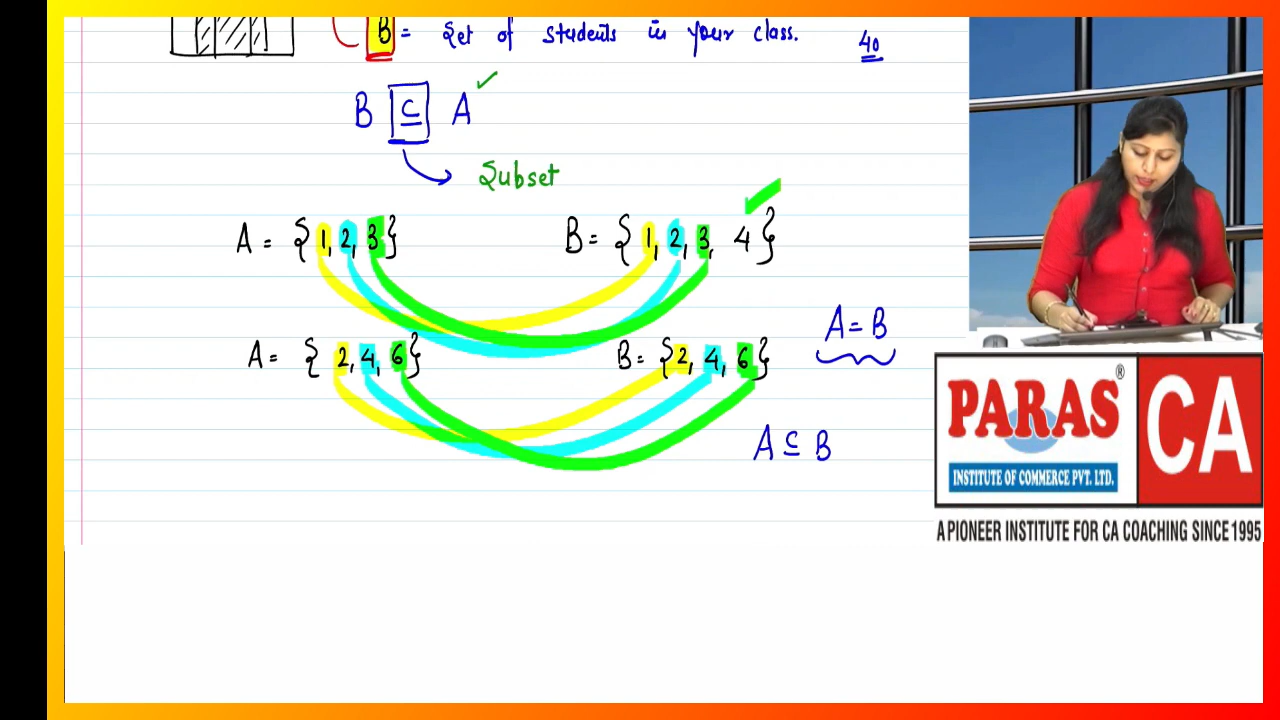 B = Set of students in your class. 40
B ⊆ A ✓
Subset
A = {1, 2, 3} B = {1, 2, 3, 4}
A = B
A = {2, 4, 6} B = {2, 4, 6}
A ⊆ B
PARAS®
INSTITUTE OF COMMERCE PVT. LTD.
CA
A PIONEER INSTITUTE FOR CA COACHING SINCE 1995